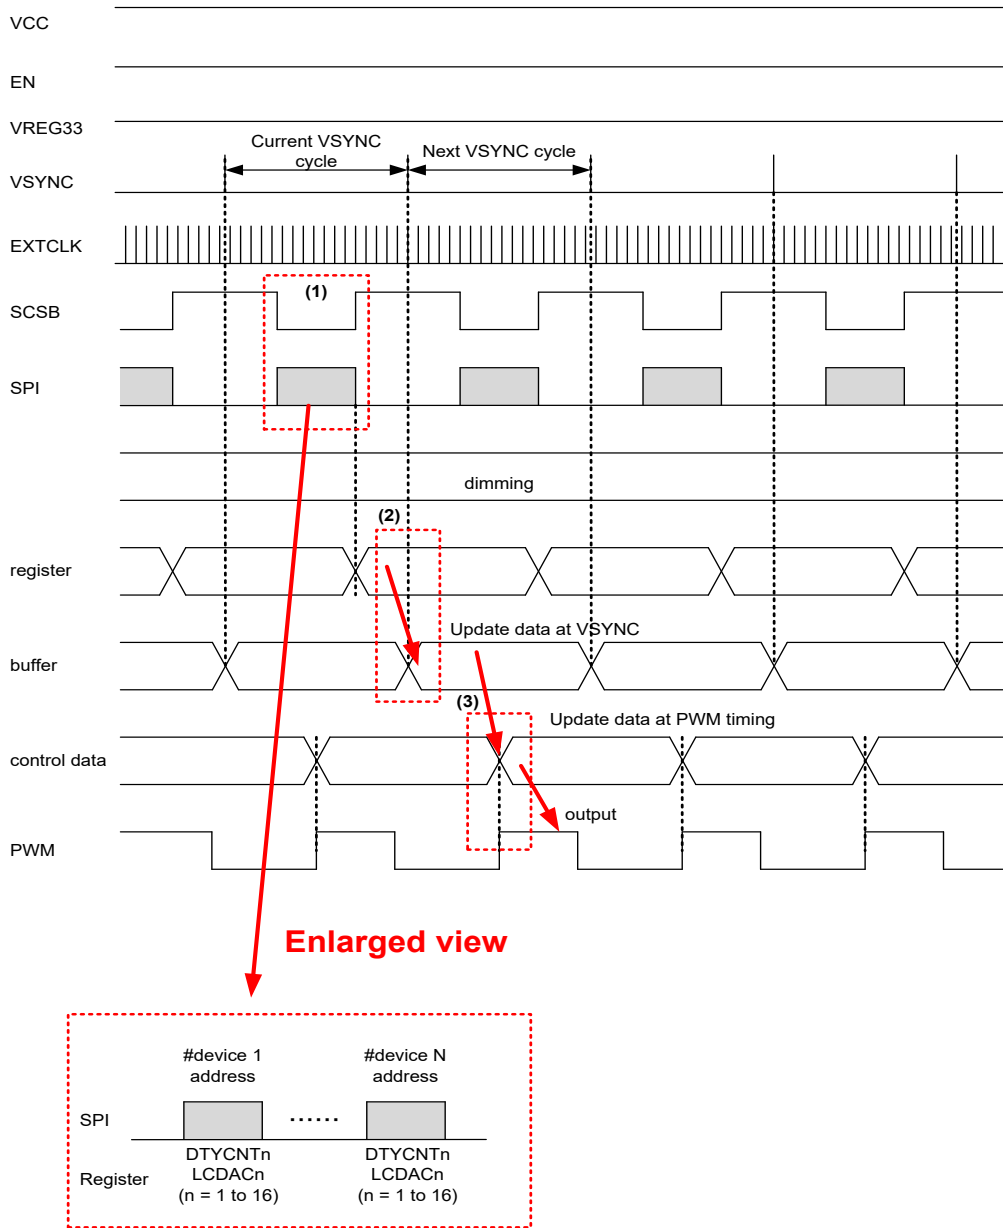 VCC
EN
VREG33
Current VSYNC
cycle
Next VSYNC cycle
VSYNC
EXTCLK
(1)
SCSB
SPI
dimming
(2)
register
Update data at VSYNC
buffer
(3)
Update data at PWM timing
control data
output
PWM
Enlarged view
#device 1
address
#device N
address
SPI
......
DTYCNTn
LCDACn
(n = 1 to 16)
DTYCNTn
LCDACn
(n = 1 to 16)
Register